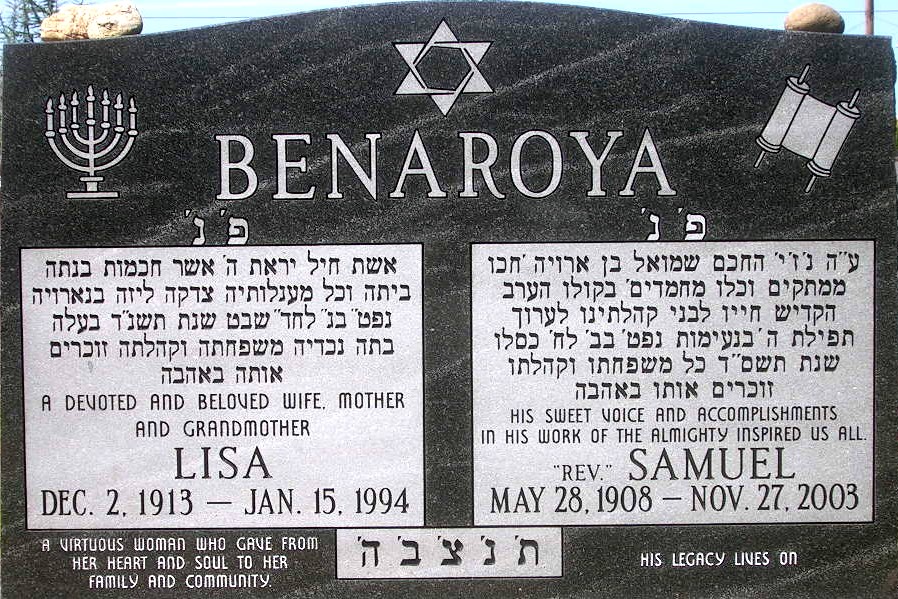 BENAROYA
פ׳ נ׳
אשת חיל יראת ה׳ אשר חכמות בנתה
ביתה וכל מענלותיה צדקה ליזה בנארויה
נפט״ בג׳ לחד״ שבט שנת תשנ״ד בעלה
בתה נכדיה משפחתה וקהלתה זוכרים
אותה באהבה
A DEVOTED AND BELOVED WIFE, MOTHER
AND GRANDMOTHER
LISA
DEC. 2, 1913 — JAN. 15, 1994
A VIRTUOUS WOMAN WHO GAVE FROM
HER HEART AND SOUL TO HER
FAMILY AND COMMUNITY.
פ׳ נ׳
ע״ה נ׳ז׳י׳ החכם שמואל בן ארויה ׳חכו
ממתקים וכלו מחמדים׳ בקולו הערב
הקדיש חייו לבני קהלתינו לערוך
תפילת ה׳ בנעימות נפט׳ בב׳ לח׳ כסלו
שנת תשס״ד כל משפחתו וקהלתו
זוכרים אותו באהבה
HIS SWEET VOICE AND ACCOMPLISHMENTS
IN HIS WORK OF THE ALMIGHTY INSPIRED US ALL.
"REV." SAMUEL
MAY 28, 1908 — NOV. 27, 2003
ת׳ נ׳ צ׳ ב׳ ה׳
HIS LEGACY LIVES ON